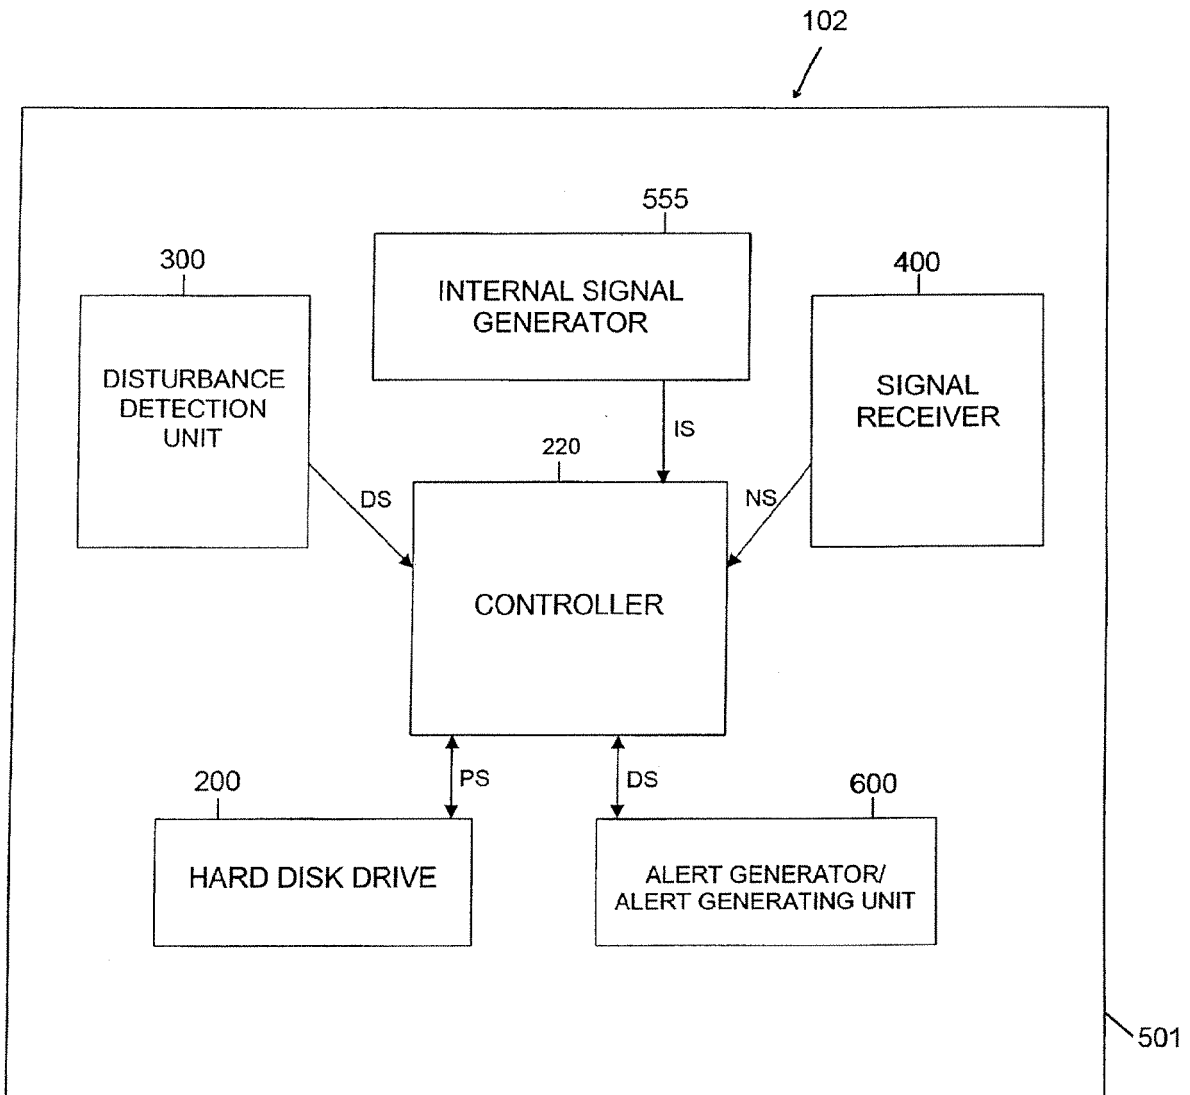 102
555
300
400
INTERNAL SIGNAL
GENERATOR
DISTURBANCE
DETECTION
UNIT
SIGNAL
RECEIVER
IS
220
DS
NS
CONTROLLER
PS
DS
200
600
HARD DISK DRIVE
ALERT GENERATOR/
ALERT GENERATING UNIT
501